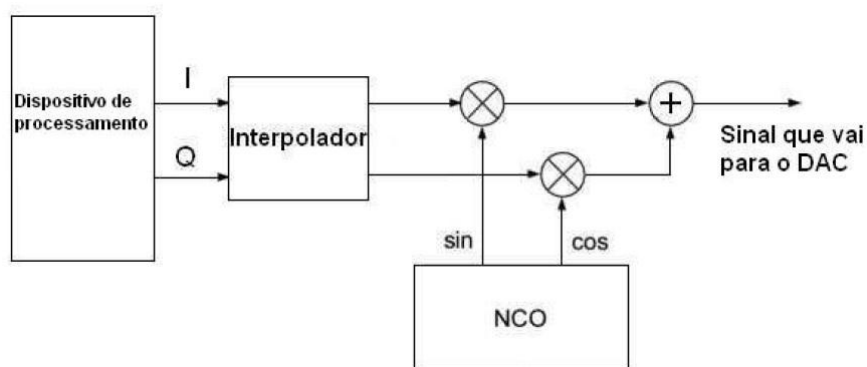 Dispositivo de
processamento
I
Q
Interpolador
+
Sinal que vai
para o DAC
sin
cos
NCO